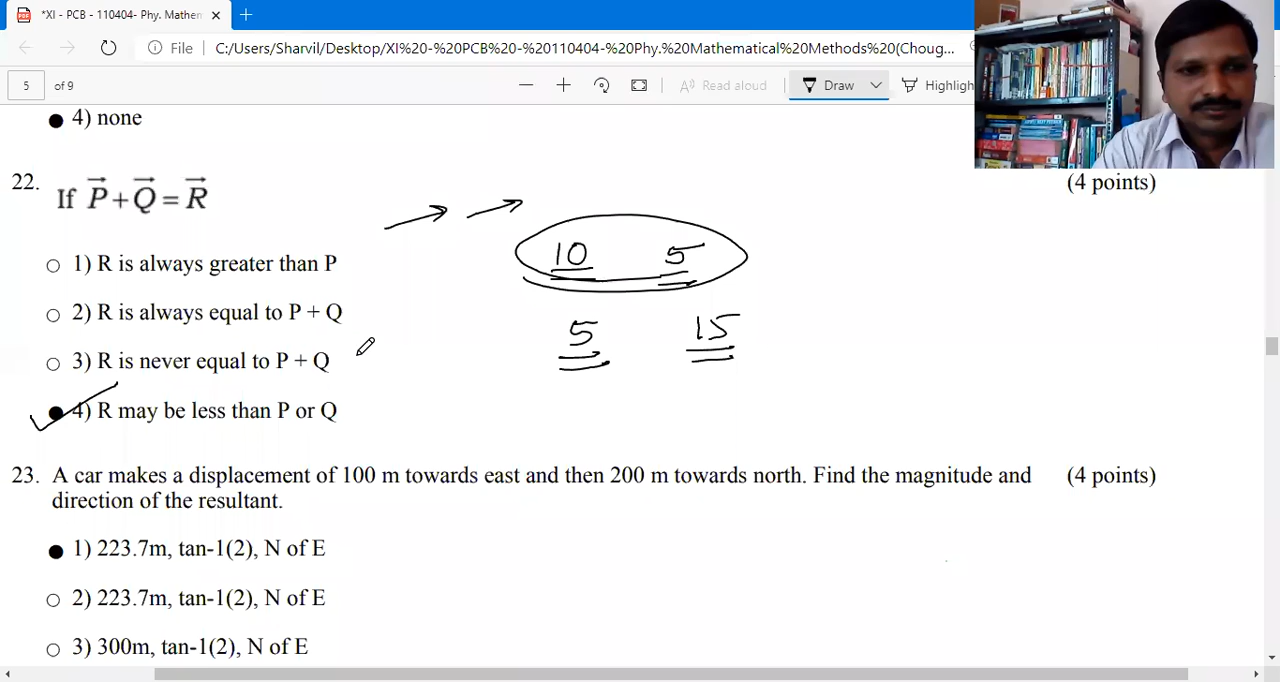 *XI - PCB - 110404- Phy. Mathen
File C:/Users/Sharvil/Desktop/XI%20-%20PCB%20-%20110404-%20Phy.%20Mathematical%20Methods%20(Choug...
5 of 9 Read aloud Draw Highligh
4) none
22. If P + Q = R (4 points)
10 5
1) R is always greater than P
2) R is always equal to P + Q
5 15
3) R is never equal to P + Q
4) R may be less than P or Q
23. A car makes a displacement of 100 m towards east and then 200 m towards north. Find the magnitude and (4 points)
direction of the resultant.
1) 223.7m, tan-1(2), N of E
2) 223.7m, tan-1(2), N of E
3) 300m, tan-1(2), N of E